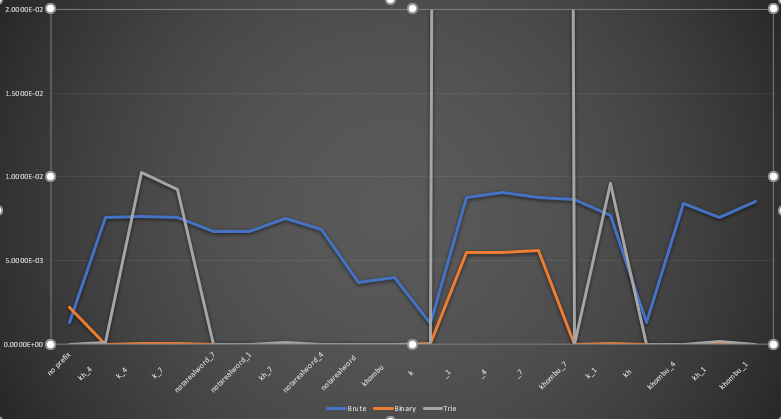 2.0000E-02
1.5000E-02
1.0000E-02
5.0000E-03
0.0000E+00
no prefix
kh_4
k_4
k_7
notarealword_7
notarealword_1
kh_7
notarealword_4
notarealword
khombu
k
_1
_4
_7
khombu_7
k_1
kh
khombu_4
kh_1
khombu_1
Brute Binary Trie